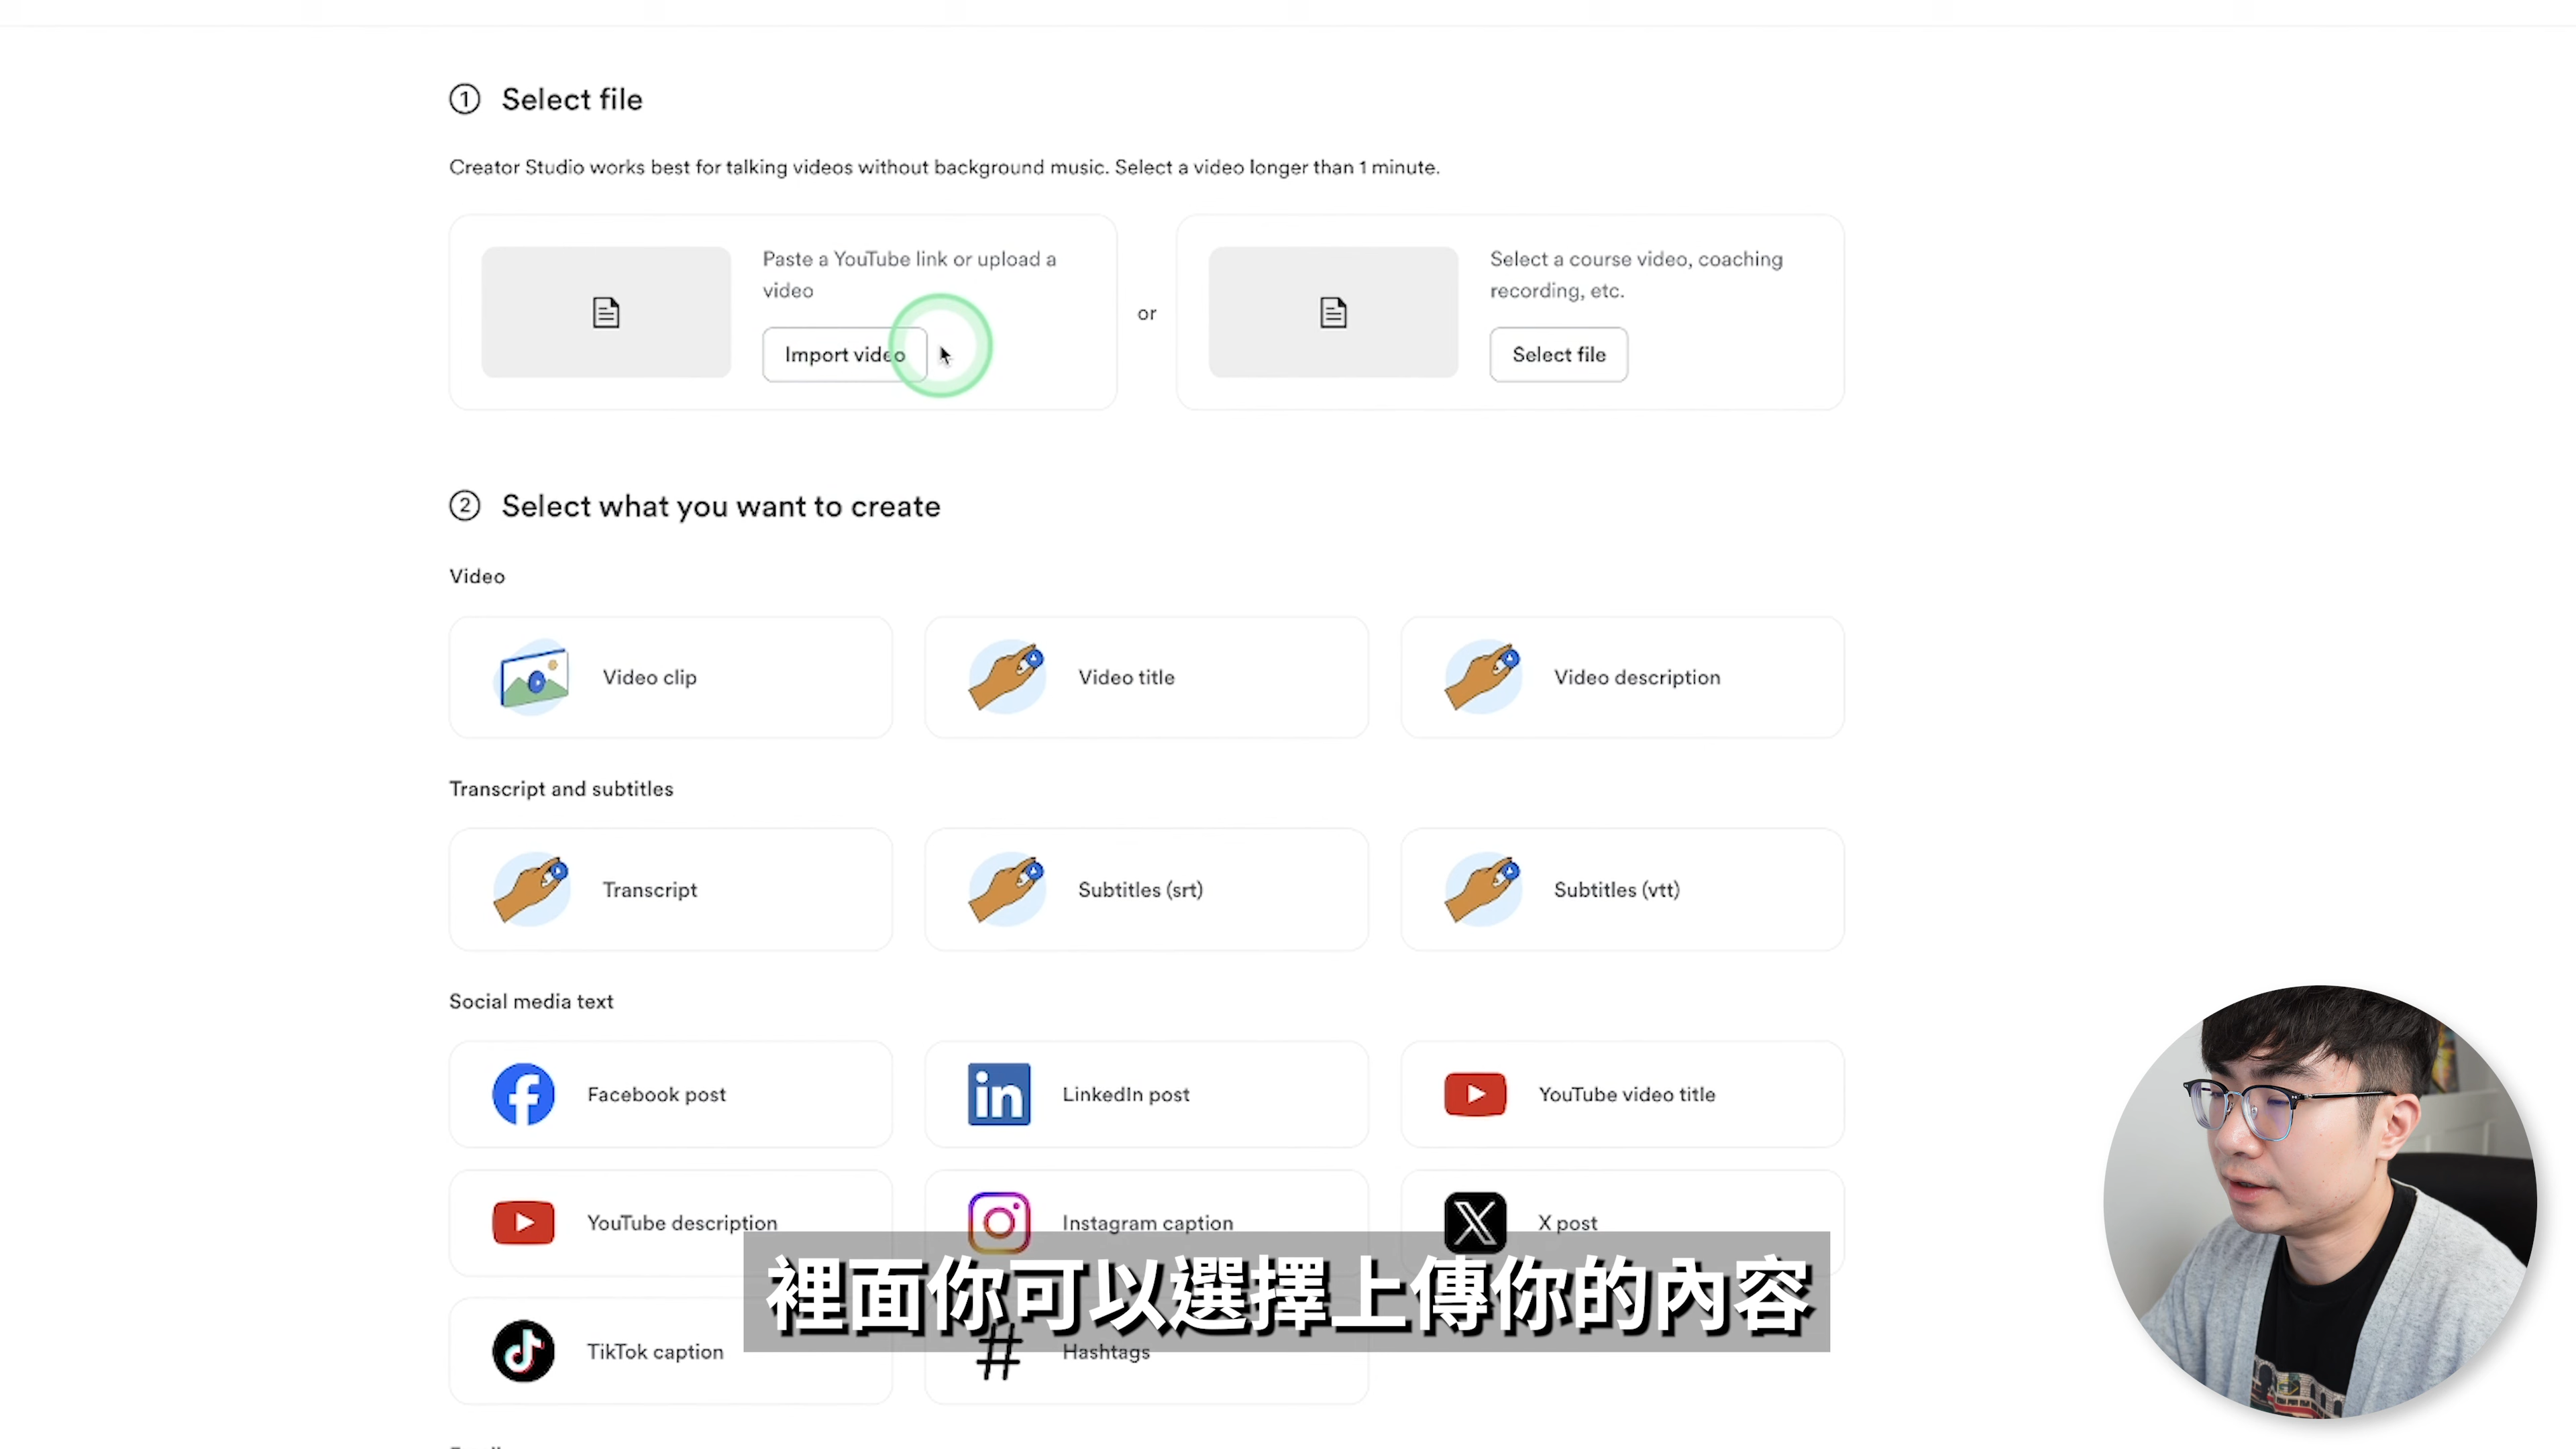 ① Select file
Creator Studio works best for talking videos without background music. Select a video longer than 1 minute.
Paste a YouTube link or upload a
video
Import video
or
Select a course video, coaching
recording, etc.
Select file
② Select what you want to create
Video
Video clip
Video title
Video description
Transcript and subtitles
Transcript
Subtitles (srt)
Subtitles (vtt)
Social media text
Facebook post
LinkedIn post
YouTube video title
YouTube description
Instagram caption
X post
裡面你可以選擇上傳你的內容
TikTok caption
# Hashtags